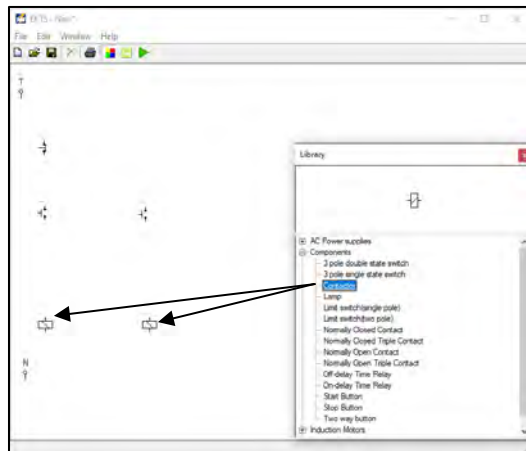 EKTS - New*
File Edit Window Help
T
N
Library
AC Power supplies
Components
3 pole double state switch
3 pole single state switch
Contactor
Lamp
Limit switch(single pole)
Limit switch(two pole)
Normally Closed Contact
Normally Closed Triple Contact
Normally Open Contact
Normally Open Triple Contact
Off-delay Time Relay
On-delay Time Relay
Start Button
Stop Button
Two way button
Induction Motors